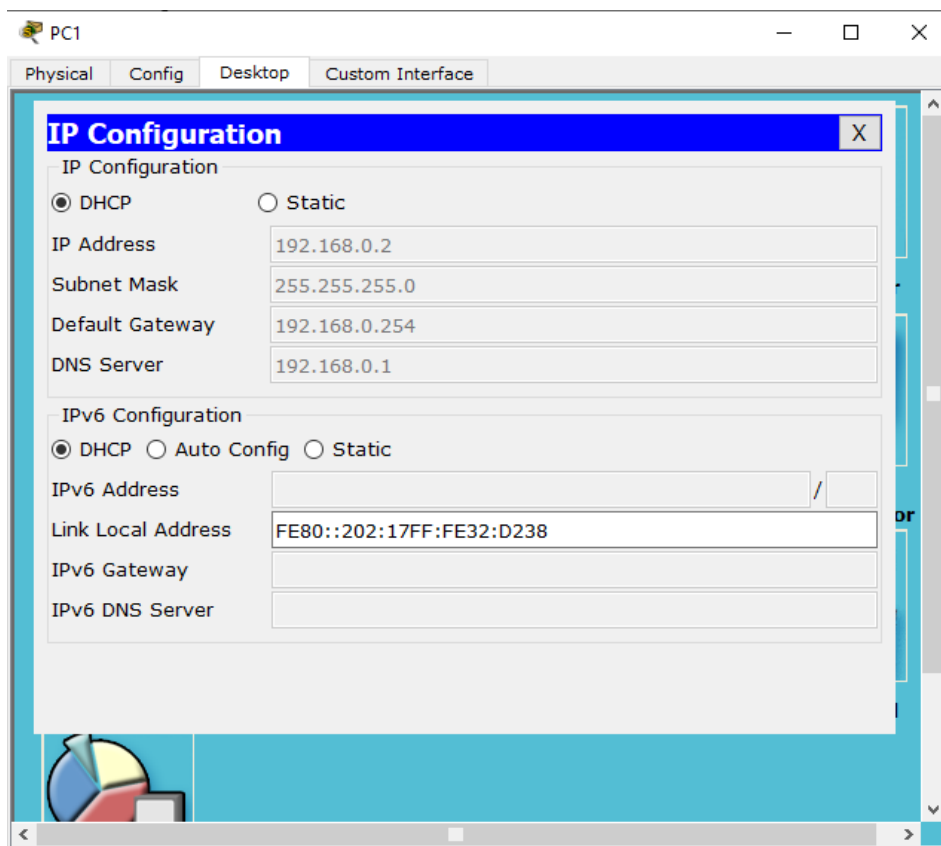 PC1
Physical Config Desktop Custom Interface
IP Configuration X
IP Configuration
DHCP Static
IP Address 192.168.0.2
Subnet Mask 255.255.255.0
Default Gateway 192.168.0.254
DNS Server 192.168.0.1
IPv6 Configuration
DHCP Auto Config Static
IPv6 Address /
Link Local Address FE80::202:17FF:FE32:D238
IPv6 Gateway
IPv6 DNS Server
or